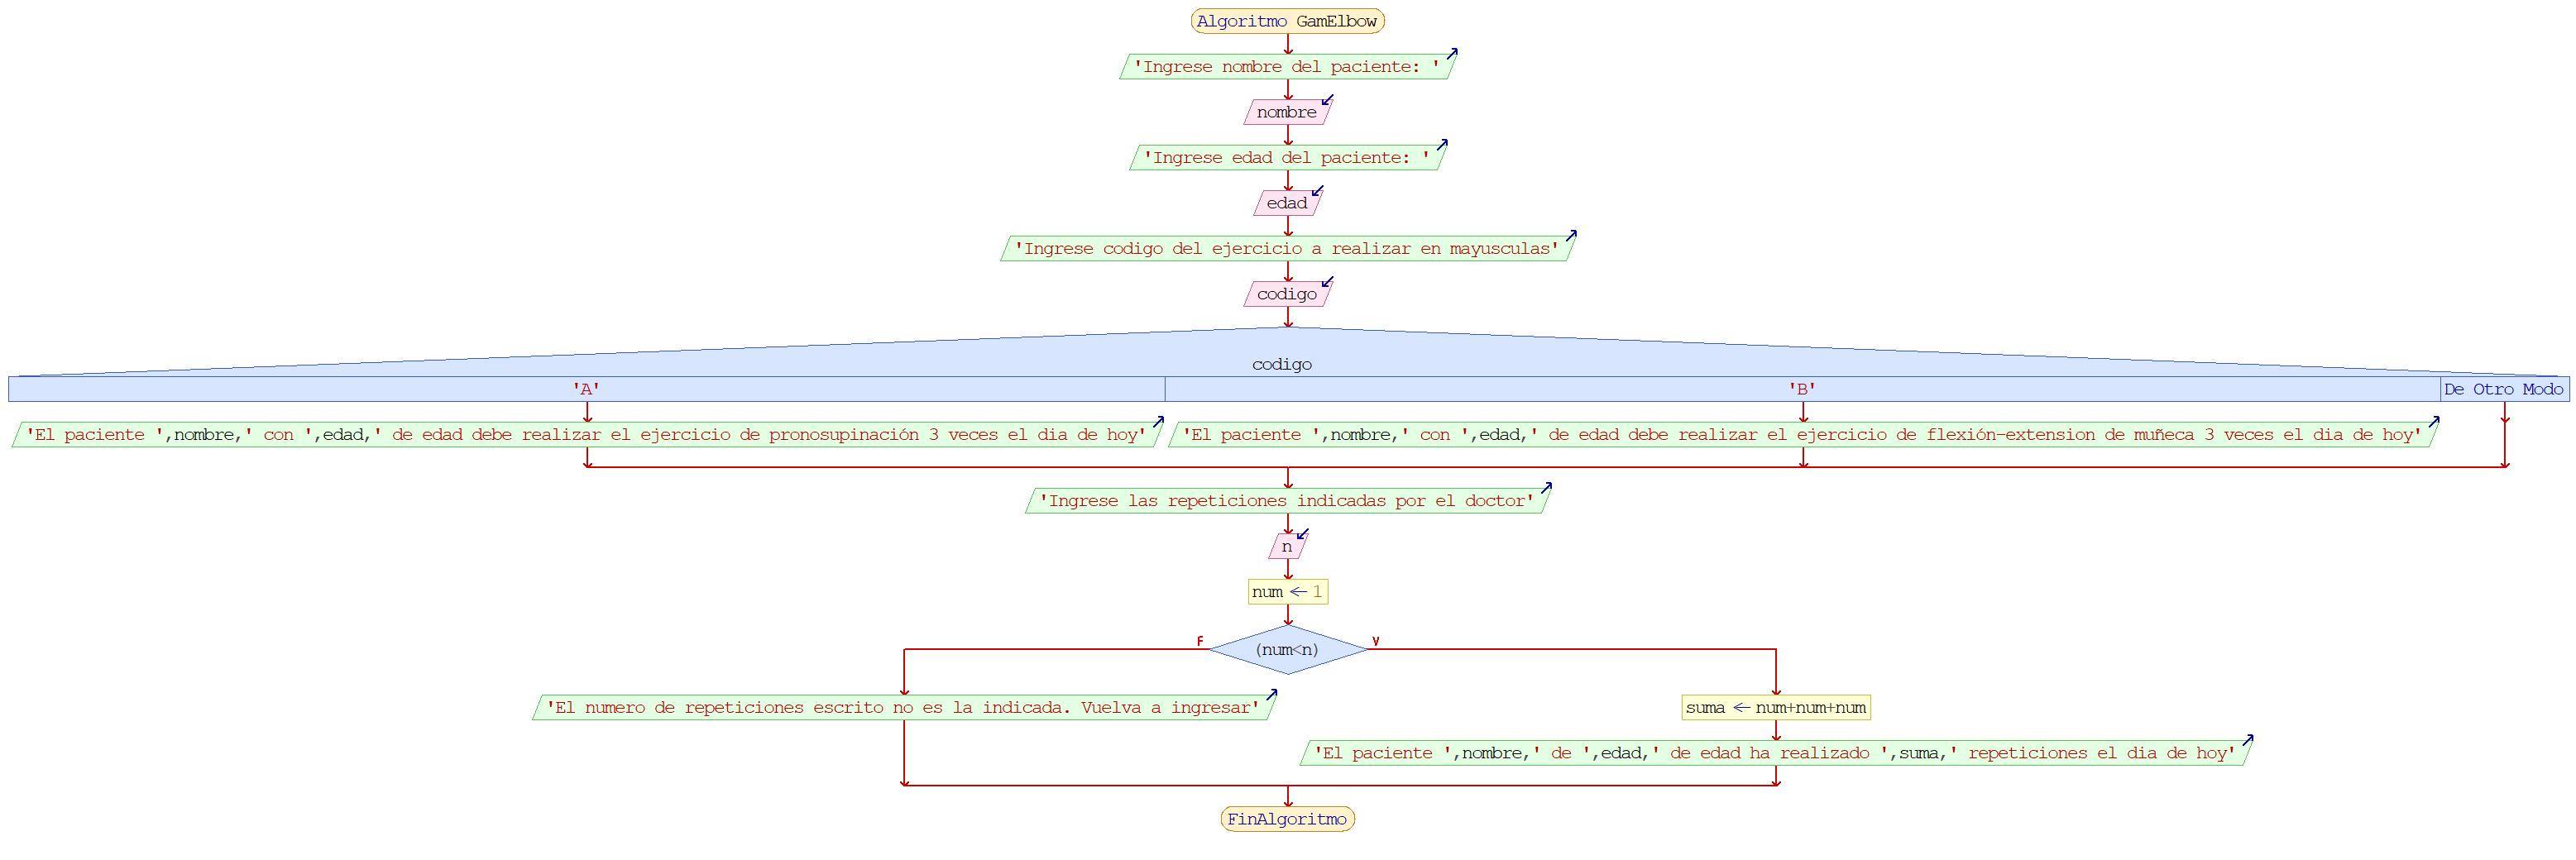 Algoritmo GamElbow
'Ingrese nombre del paciente: '
nombre
'Ingrese edad del paciente: '
edad
'Ingrese codigo del ejercicio a realizar en mayusculas'
codigo
codigo
'A'
'B'
De Otro Modo
'El paciente ',nombre,' con ',edad,' de edad debe realizar el ejercicio de pronosupinación 3 veces el dia de hoy'
'El paciente ',nombre,' con ',edad,' de edad debe realizar el ejercicio de flexión-extension de muñeca 3 veces el dia de hoy'
'Ingrese las repeticiones indicadas por el doctor'
n
num ← 1
F
(num<n)
V
'El numero de repeticiones escrito no es la indicada. Vuelva a ingresar'
suma ← num+num+num
'El paciente ',nombre,' de ',edad,' de edad ha realizado ',suma,' repeticiones el dia de hoy'
FinAlgoritmo